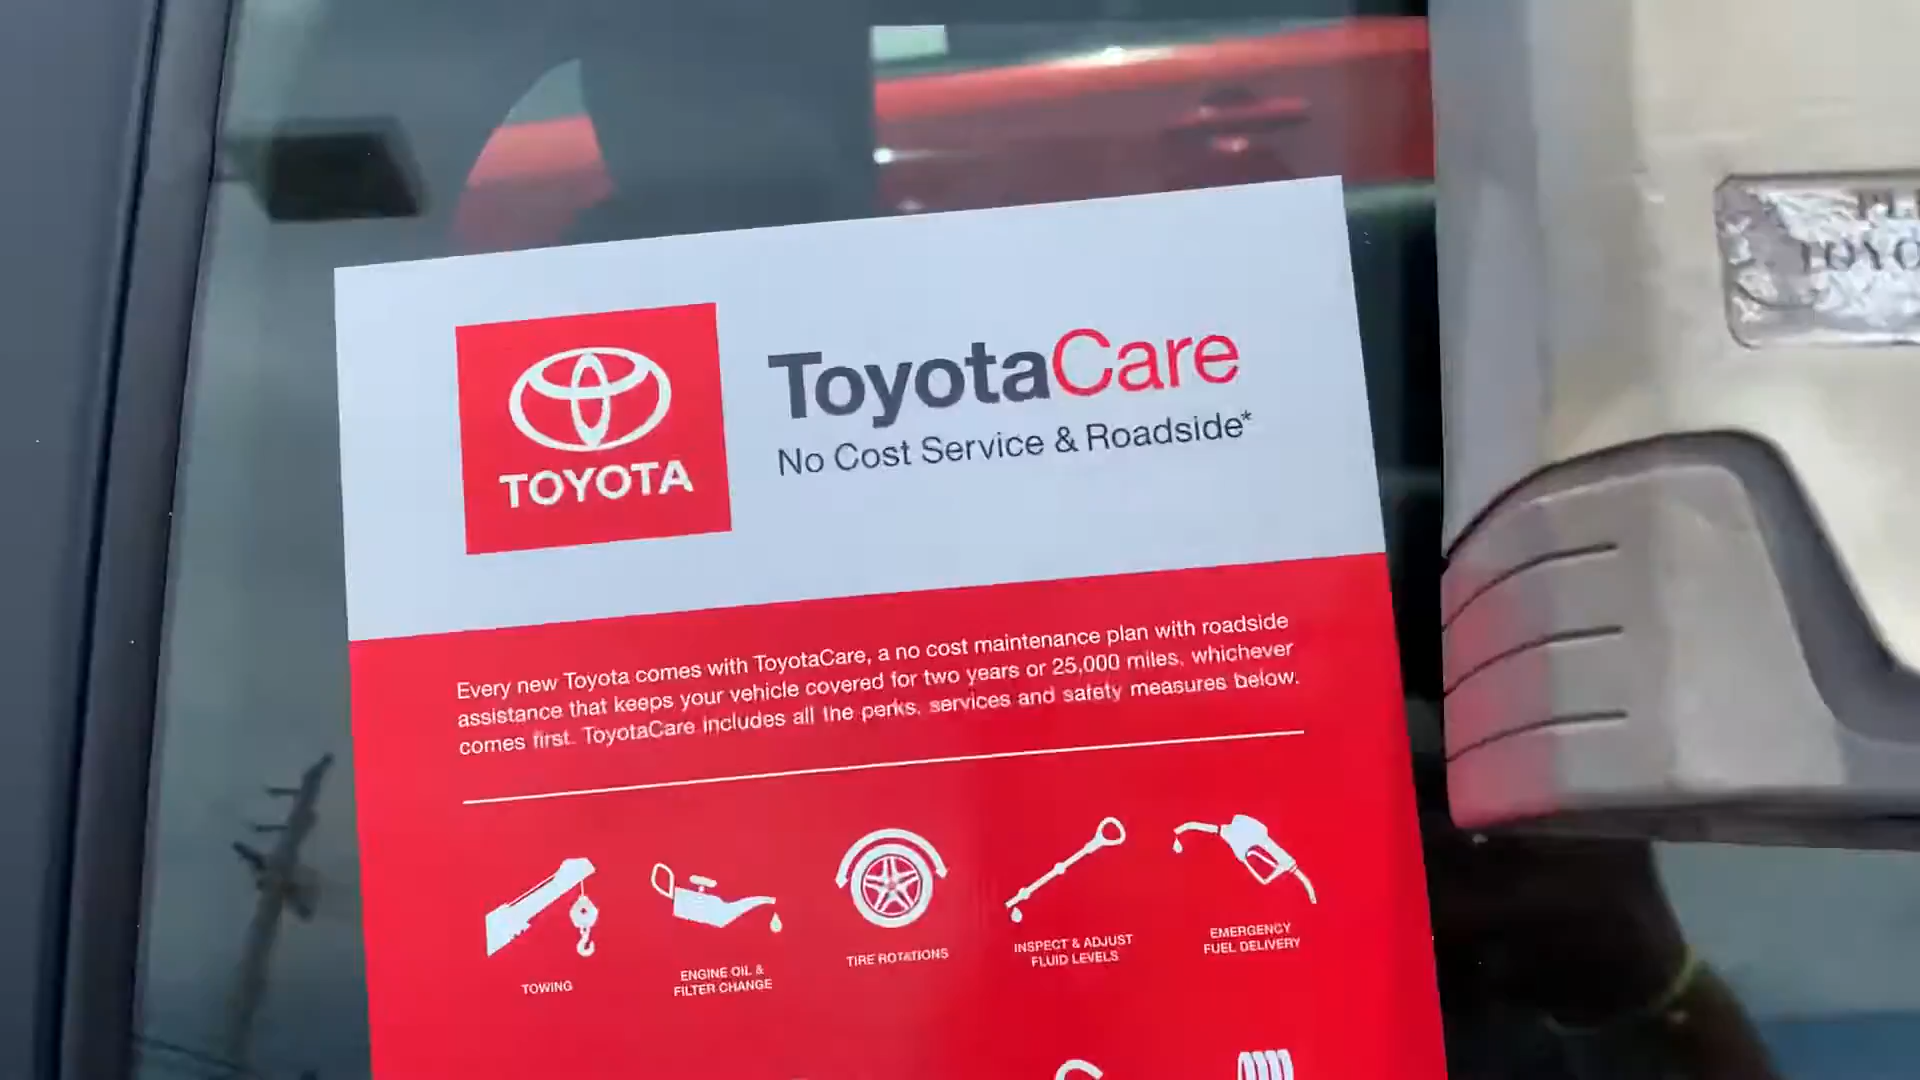 TOYOTA
ToyotaCare
No Cost Service & Roadside*
Every new Toyota comes with ToyotaCare, a no cost maintenance plan with roadside
assistance that keeps your vehicle covered for two years or 25,000 miles, whichever
comes first. ToyotaCare includes all the perks, services and safety measures below.
TOWING
ENGINE OIL &
FILTER CHANGE
TIRE ROTATIONS
INSPECT & ADJUST
FLUID LEVELS
EMERGENCY
FUEL DELIVERY